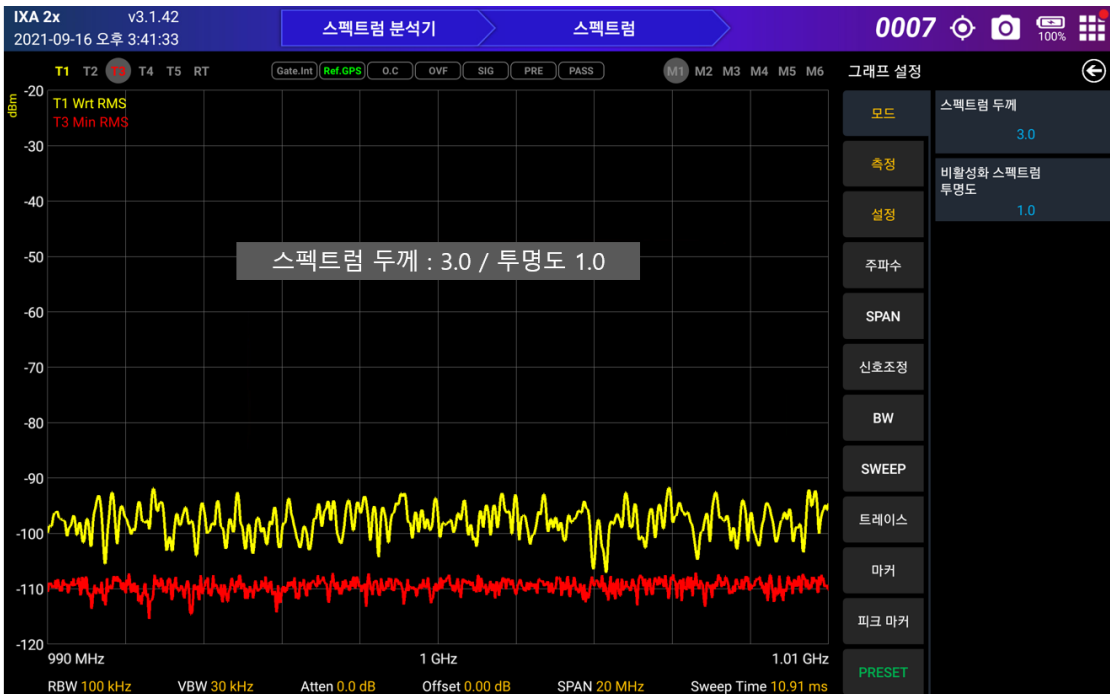 IXA 2x v3.1.42
2021-09-16 오후 3:41:33
스펙트럼 분석기
스펙트럼
0007
100%
T1 T2 T3 T4 T5 RT
Gate.Int Ref.GPS O.C OVF SIG PRE PASS
M1 M2 M3 M4 M5 M6
그래프 설정
dBm
-20
T1 Wrt RMS
T3 Min RMS
-30
-40
-50
-60
-70
-80
-90
-100
-110
-120
스펙트럼 두께 : 3.0 / 투명도 1.0
990 MHz 1 GHz 1.01 GHz
RBW 100 kHz VBW 30 kHz Atten 0.0 dB Offset 0.00 dB SPAN 20 MHz Sweep Time 10.91 ms
모드
측정
설정
주파수
SPAN
신호조정
BW
SWEEP
트레이스
마커
피크 마커
PRESET
스펙트럼 두께
3.0
비활성화 스펙트럼
투명도
1.0